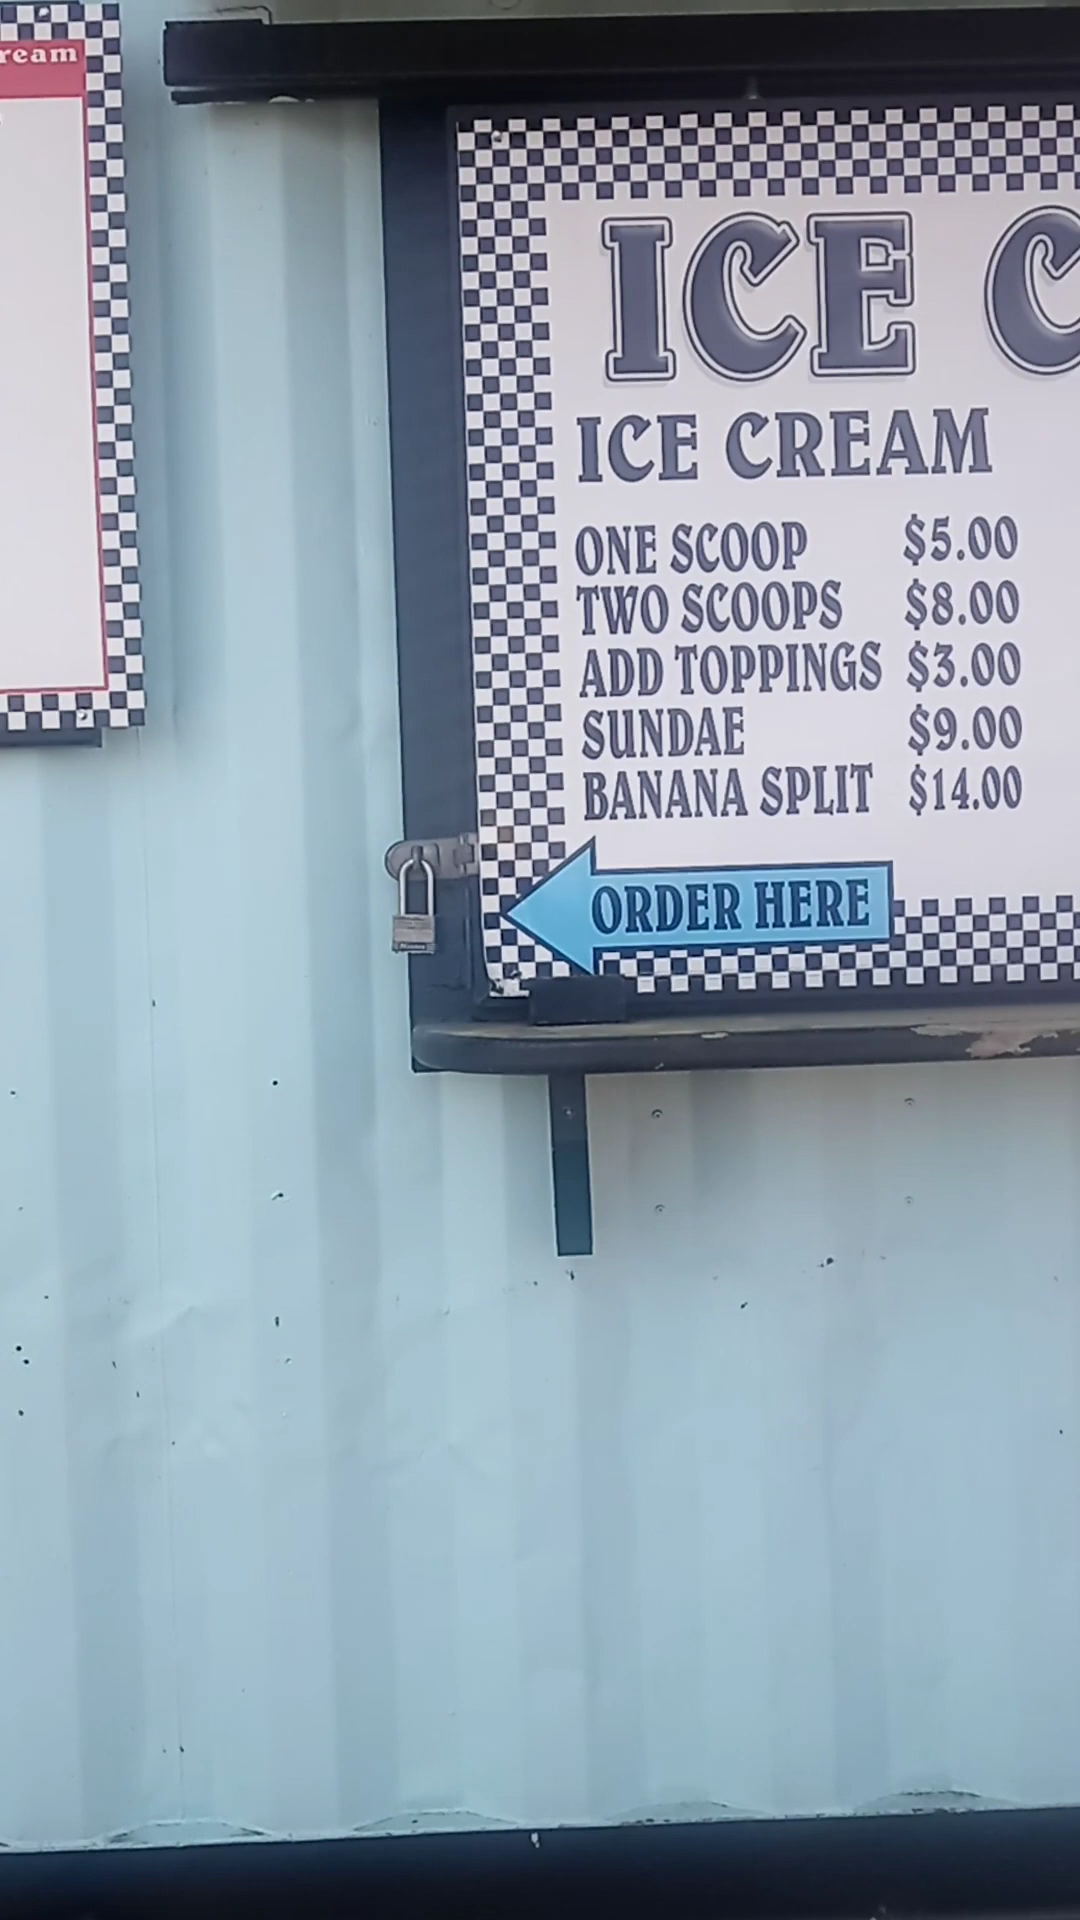 ream
ICE C
ICE CREAM
ONE SCOOP $5.00
TWO SCOOPS $8.00
ADD TOPPINGS $3.00
SUNDAE $9.00
BANANA SPLIT $14.00
ORDER HERE